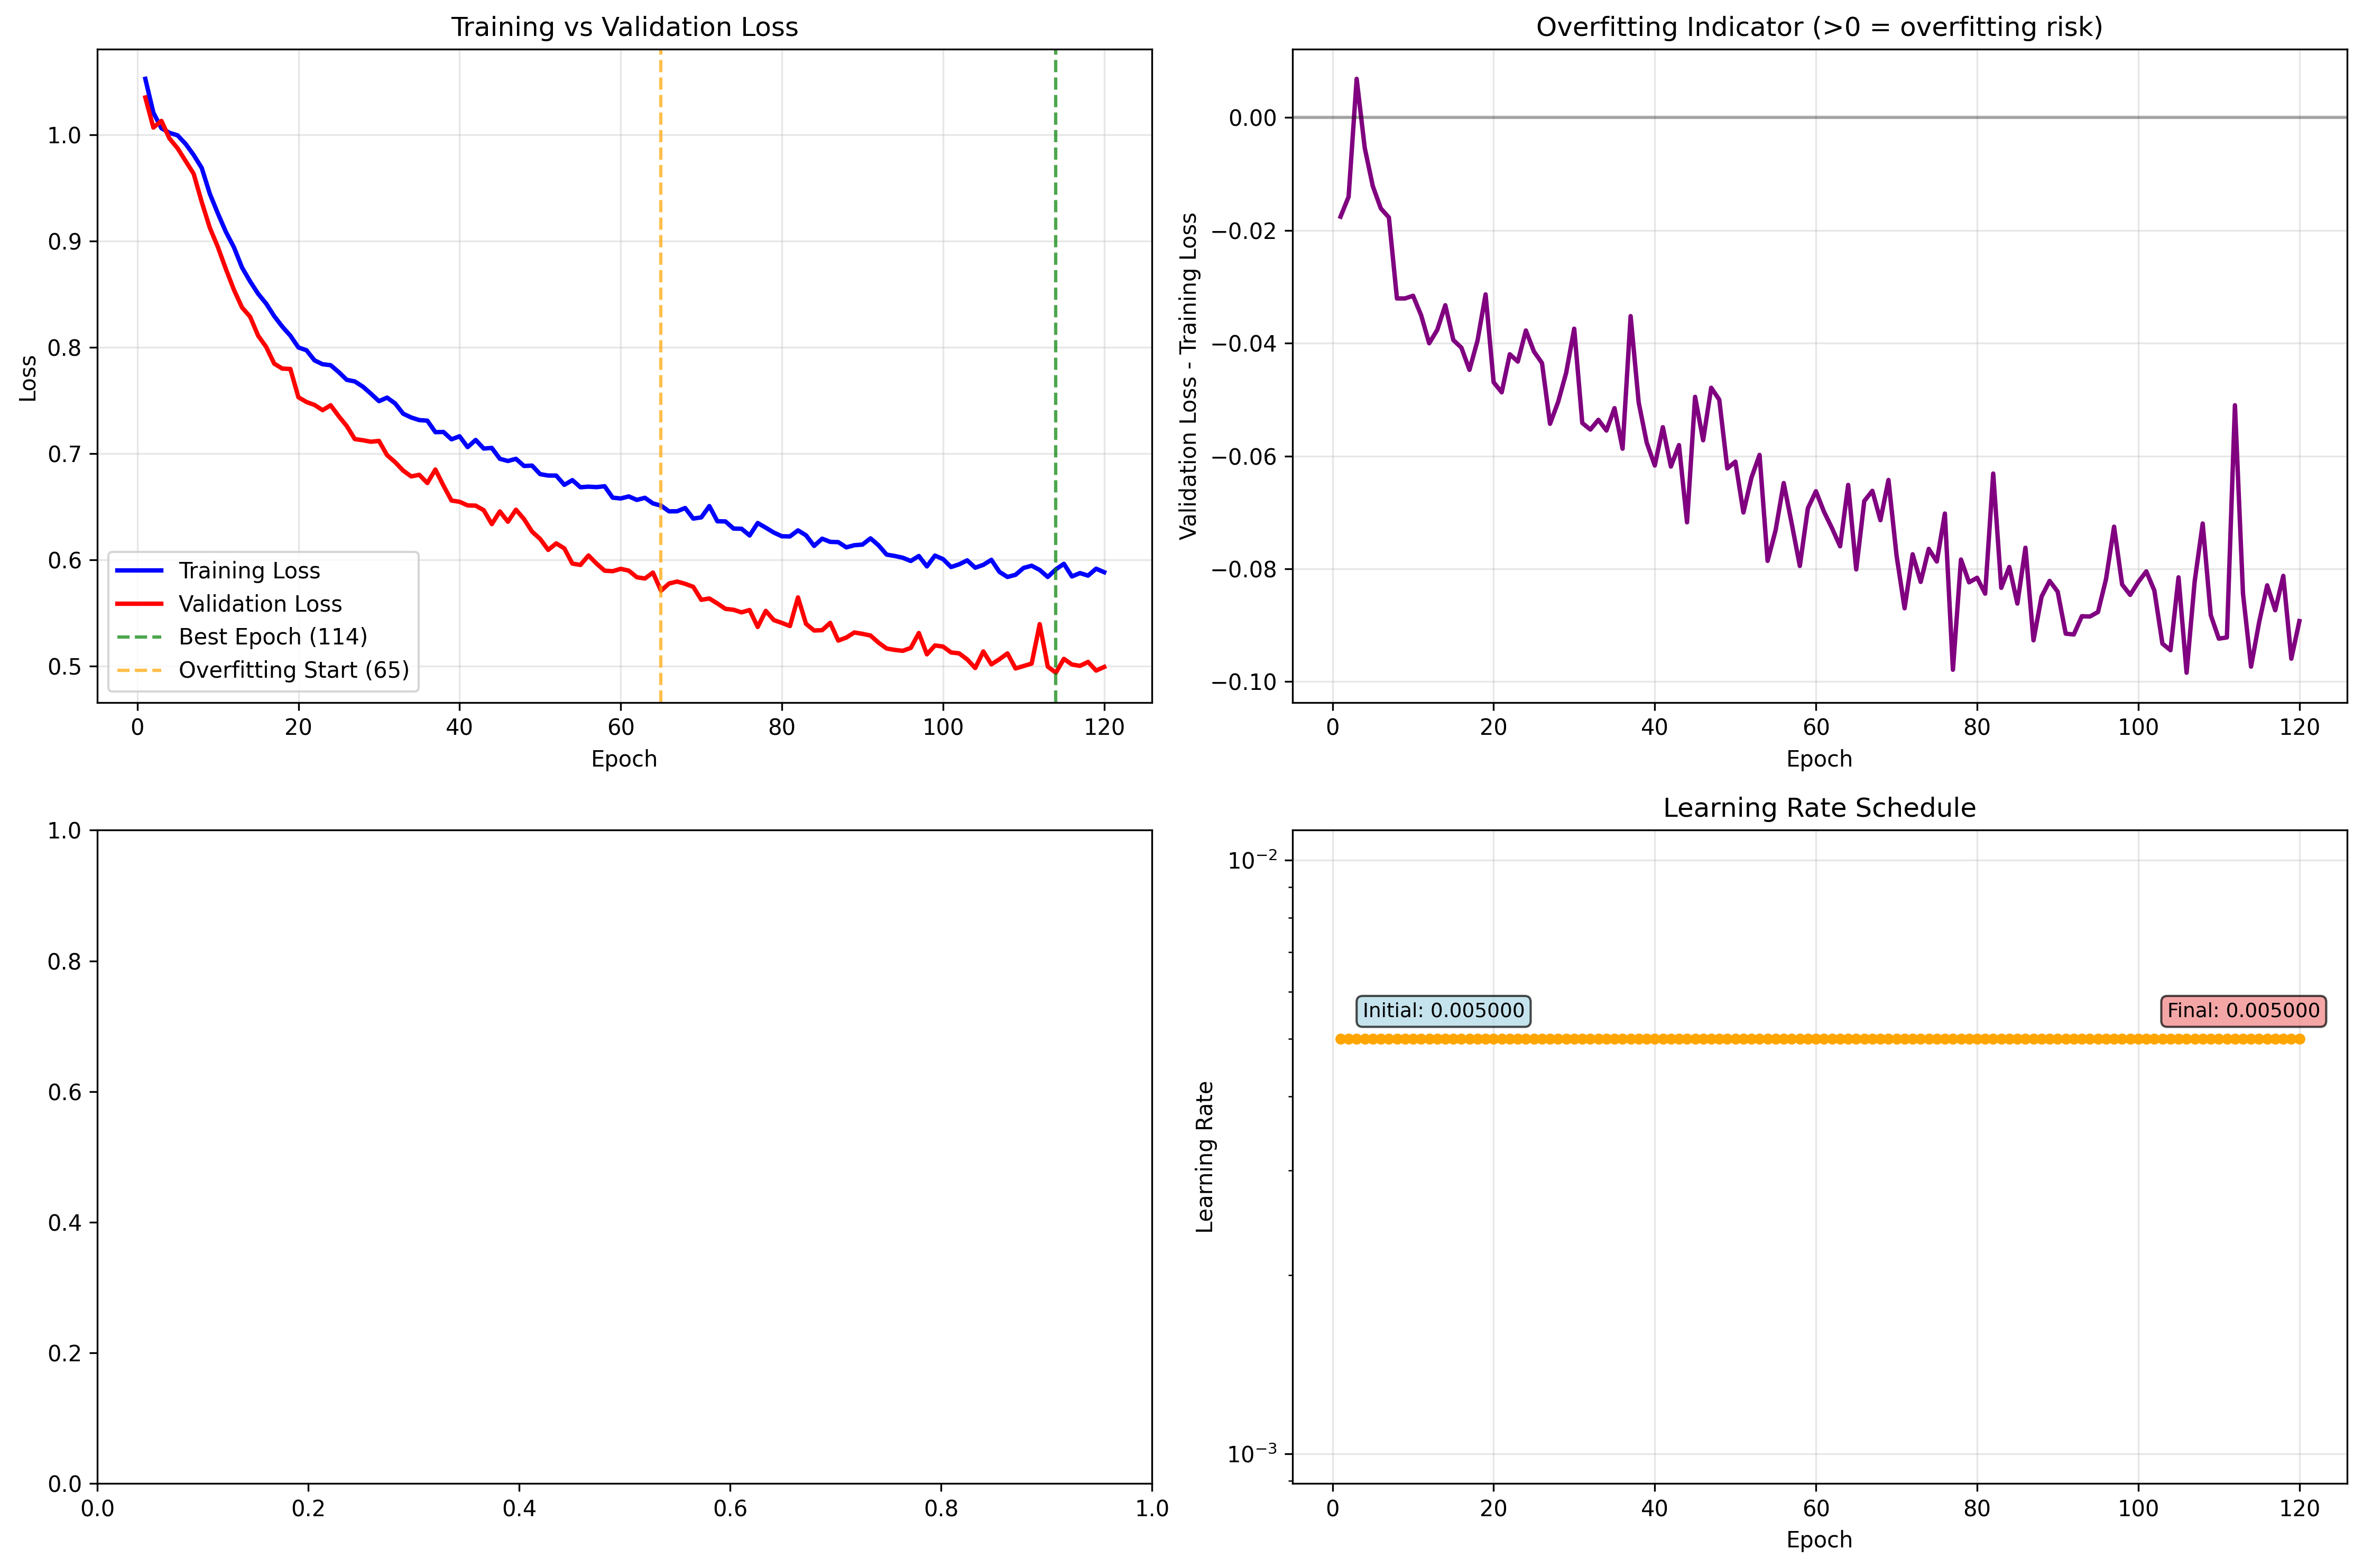 Training vs Validation Loss
Loss
1.0
0.9
0.8
0.7
0.6
0.5
Training Loss
Validation Loss
Best Epoch (114)
Overfitting Start (65)
0 20 40 60 80 100 120
Epoch
Overfitting Indicator (>0 = overfitting risk)
Validation Loss - Training Loss
0.00
−0.02
−0.04
−0.06
−0.08
−0.10
0 20 40 60 80 100 120
Epoch
1.0
0.8
0.6
0.4
0.2
0.0
0.0 0.2 0.4 0.6 0.8 1.0
Learning Rate Schedule
Learning Rate
10⁻²
10⁻³
Initial: 0.005000
Final: 0.005000
0 20 40 60 80 100 120
Epoch